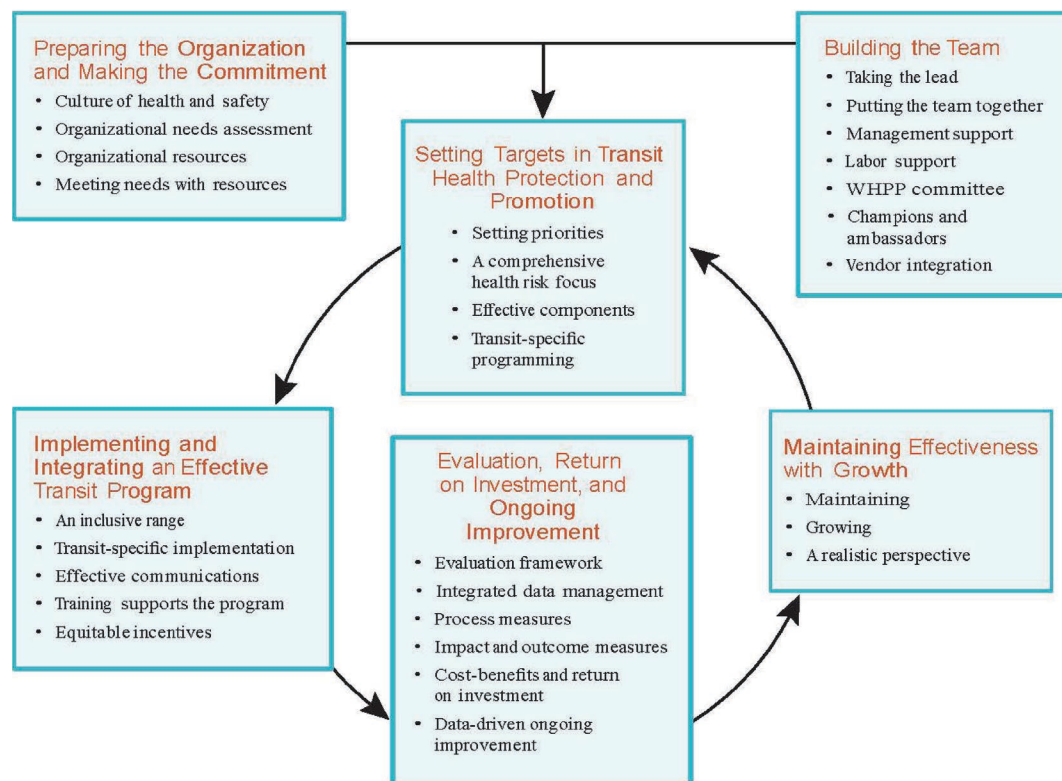 Preparing the Organization
and Making the Commitment
• Culture of health and safety
• Organizational needs assessment
• Organizational resources
• Meeting needs with resources
Building the Team
• Taking the lead
• Putting the team together
• Management support
• Labor support
• WHPP committee
• Champions and
ambassadors
• Vendor integration
Setting Targets in Transit
Health Protection and
Promotion
• Setting priorities
• A comprehensive
health risk focus
• Effective components
• Transit-specific
programming
Implementing and
Integrating an Effective
Transit Program
• An inclusive range
• Transit-specific implementation
• Effective communications
• Training supports the program
• Equitable incentives
Evaluation, Return
on Investment, and
Ongoing
Improvement
• Evaluation framework
• Integrated data management
• Process measures
• Impact and outcome measures
• Cost-benefits and return
on investment
• Data-driven ongoing
improvement
Maintaining Effectiveness
with Growth
• Maintaining
• Growing
• A realistic perspective